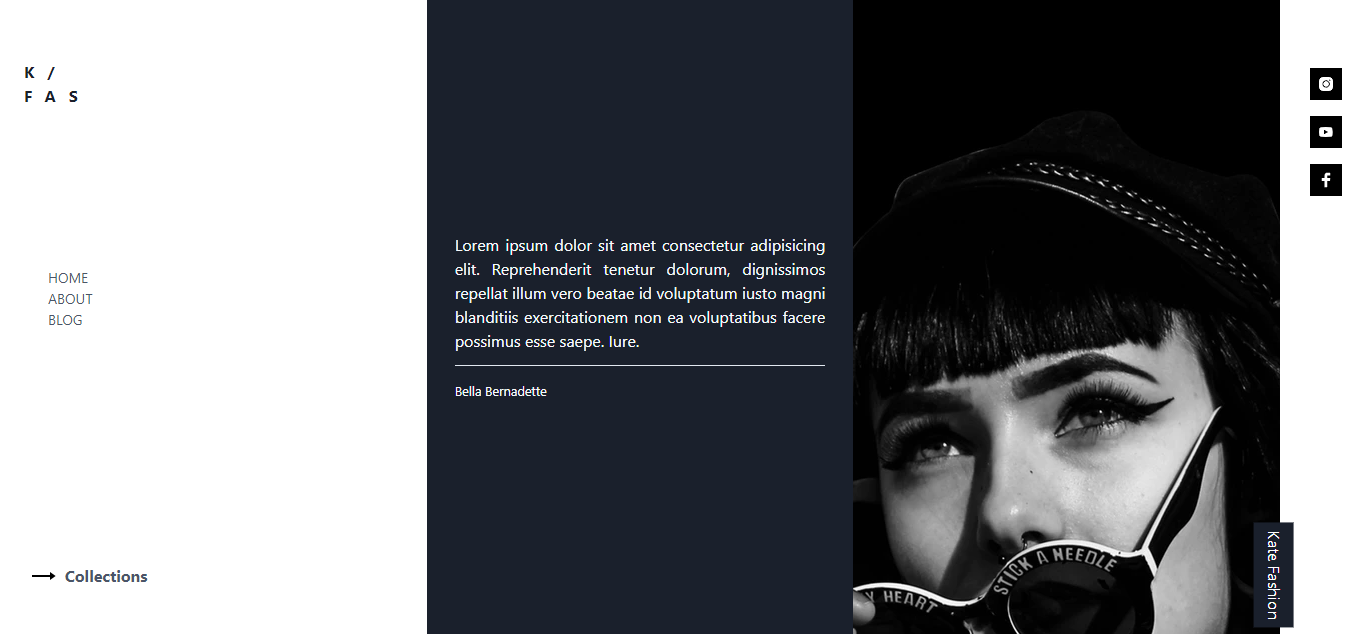 K /
F A S
HOME
ABOUT
BLOG
Collections
Lorem ipsum dolor sit amet consectetur adipisicing
elit. Reprehenderit tenetur dolorum, dignissimos
repellat illum vero beatae id voluptatum iusto magni
blanditiis exercitationem non ea voluptatibus facere
possimus esse saepe. Iure.
Bella Bernadette
STICK A NEEDLE
Y HEART
Kate Fashion